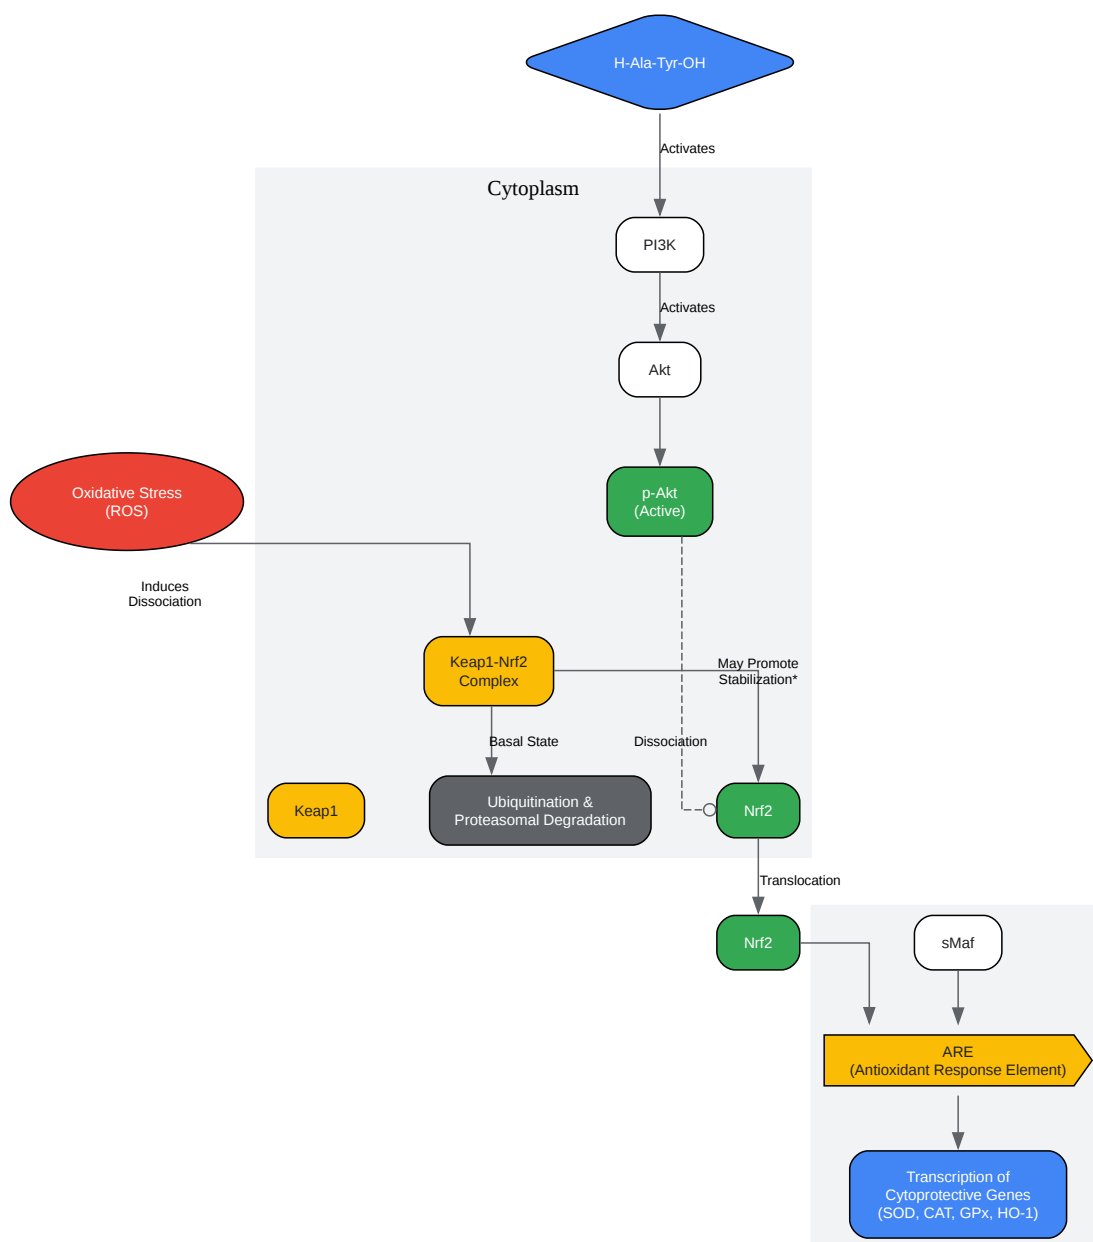 H-Ala-Tyr-OH
Activates
Cytoplasm
PI3K
Activates
Akt
Oxidative Stress
(ROS)
p-Akt
(Active)
Induces
Dissociation
Keap1-Nrf2
Complex
May Promote
Stabilization*
Basal State
Dissociation
Keap1
Ubiquitination &
Proteasomal Degradation
Nrf2
Translocation
Nrf2
sMaf
ARE
(Antioxidant Response Element)
Transcription of
Cytoprotective Genes
(SOD, CAT, GPx, HO-1)